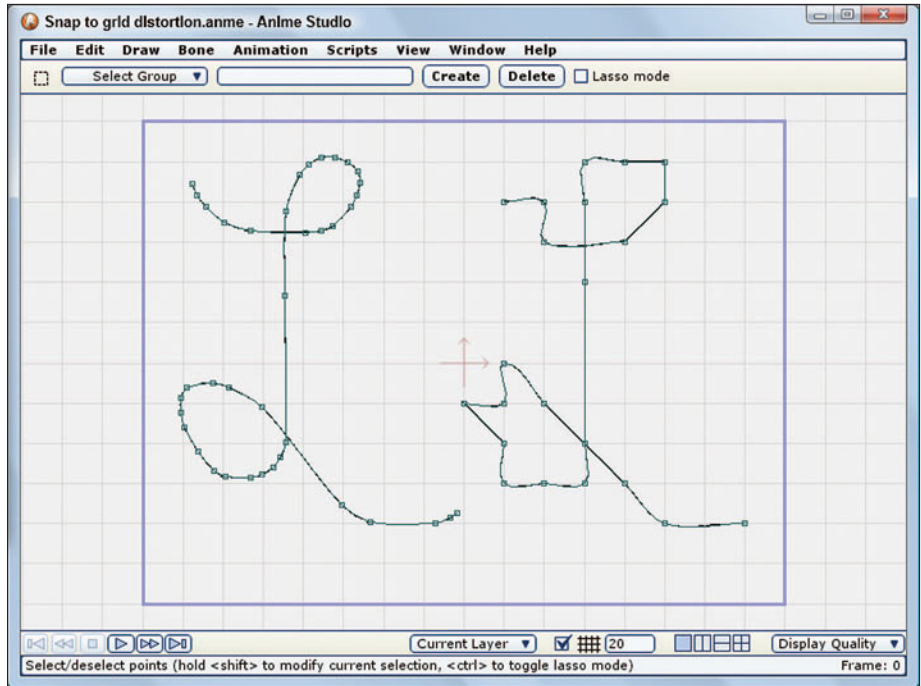 Snap to grid distortion.anme - Anime Studio
File Edit Draw Bone Animation Scripts View Window Help
Select Group Create Delete Lasso mode
Current Layer 20 Display Quality
Select/deselect points (hold <shift> to modify current selection, <ctrl> to toggle lasso mode) Frame: 0